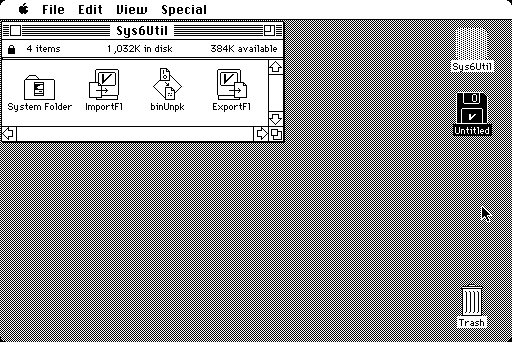 File Edit View Special
Sys6Util
4 items 1,032K in disk 384K available
System Folder ImportFl binUnpk ExportFl
Sys6Util
Untitled
Trash